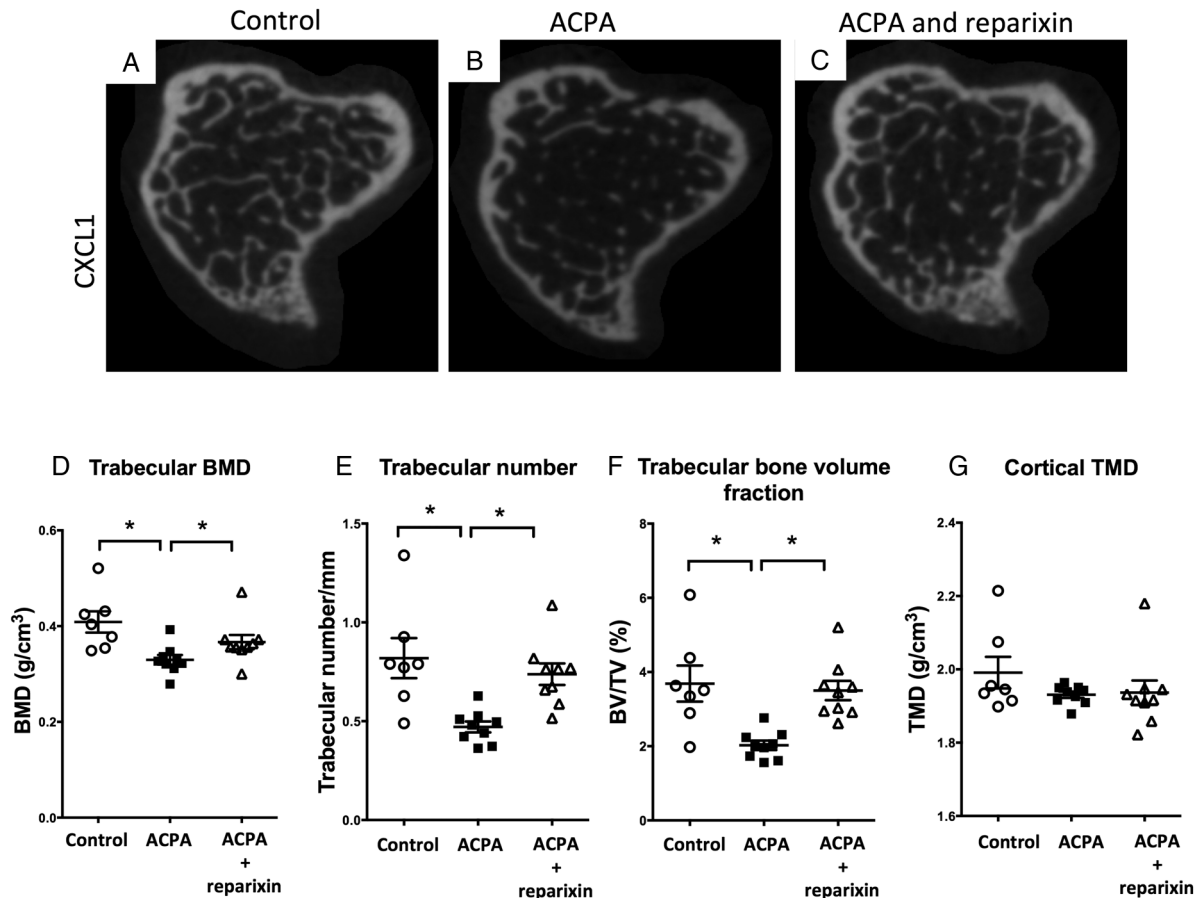 Control
ACPA
ACPA and reparixin
A
B
C
CXCL1
D Trabecular BMD
E Trabecular number
F Trabecular bone volume
fraction
G Cortical TMD
BMD (g/cm³)
0.6
0.4
0.2
0.0
* *
Control
ACPA
ACPA
+
reparixin
Trabecular number/mm
1.5
1.0
0.5
0.0
* *
Control
ACPA
ACPA
+
reparixin
BV/TV (%)
8
6
4
2
0
* *
Control
ACPA
ACPA
+
reparixin
TMD (g/cm³)
2.4
2.2
2.0
1.8
1.6
Control
ACPA
ACPA
+
reparixin